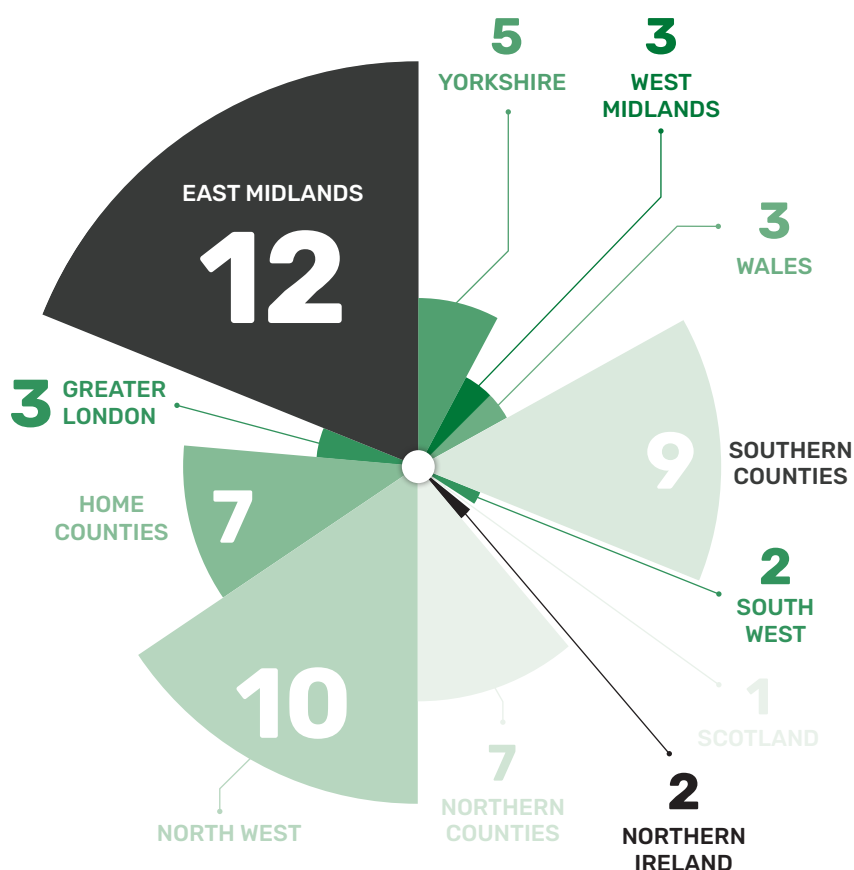 5
YORKSHIRE
3
WEST
MIDLANDS
EAST MIDLANDS
12
3
WALES
3
GREATER
LONDON
9
SOUTHERN
COUNTIES
HOME
COUNTIES
7
2
SOUTH
WEST
10
1
SCOTLAND
7
NORTHERN
COUNTIES
NORTH WEST
2
NORTHERN
IRELAND